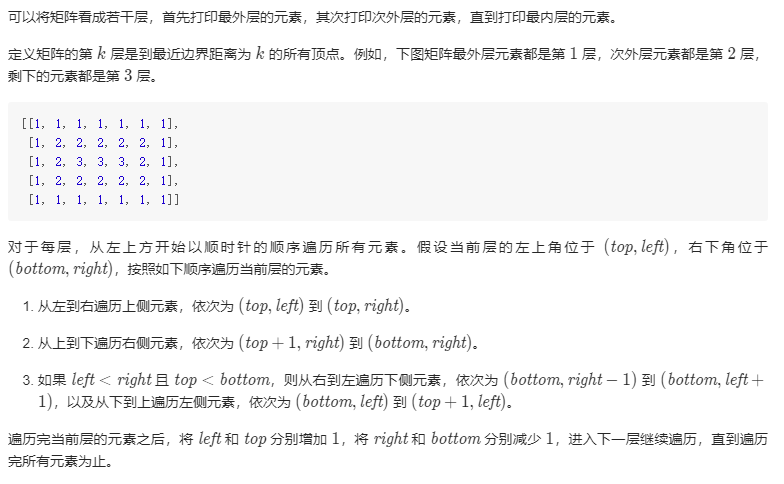 可以将矩阵看成若干层，首先打印最外层的元素，其次打印次外层的元素，直到打印最内层的元素。
定义矩阵的第 k 层是到最近边界距离为 k 的所有顶点。例如，下图矩阵最外层元素都是第 1 层，次外层元素都是第 2 层，
剩下的元素都是第 3 层。
[[1, 1, 1, 1, 1, 1, 1],
[1, 2, 2, 2, 2, 2, 1],
[1, 2, 3, 3, 3, 2, 1],
[1, 2, 2, 2, 2, 2, 1],
[1, 1, 1, 1, 1, 1, 1]]
对于每层，从左上方开始以顺时针的顺序遍历所有元素。假设当前层的左上角位于 (top, left)，右下角位于
(bottom, right)，按照如下顺序遍历当前层的元素。
1. 从左到右遍历上侧元素，依次为 (top, left) 到 (top, right)。
2. 从上到下遍历右侧元素，依次为 (top + 1, right) 到 (bottom, right)。
3. 如果 left < right 且 top < bottom，则从右到左遍历下侧元素，依次为 (bottom, right − 1) 到 (bottom, left +
1)，以及从下到上遍历左侧元素，依次为 (bottom, left) 到 (top + 1, left)。
遍历完当前层的元素之后，将 left 和 top 分别增加 1，将 right 和 bottom 分别减少 1，进入下一层继续遍历，直到遍历
完所有元素为止。